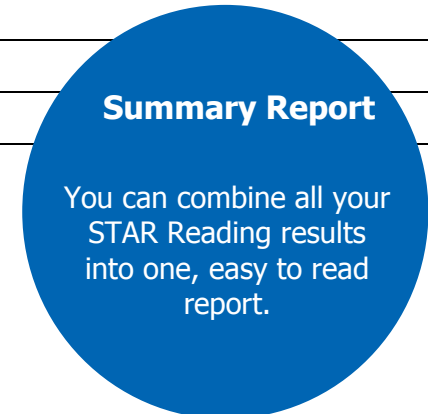 Summary Report
You can combine all your
STAR Reading results
into one, easy to read
report.